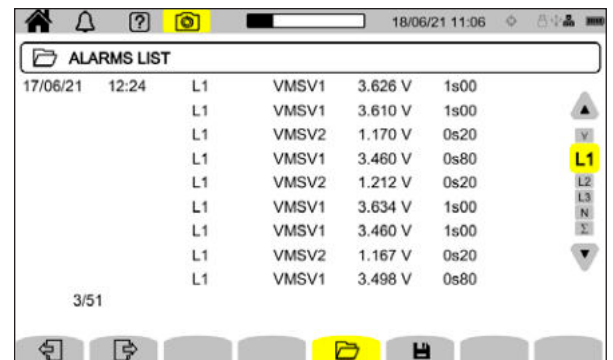 18/06/21 11:06
ALARMS LIST
17/06/21 12:24 L1 VMSV1 3.626 V 1s00
L1 VMSV1 3.610 V 1s00
L1 VMSV2 1.170 V 0s20
L1 VMSV1 3.460 V 0s80
L1 VMSV2 1.212 V 0s20
L1 VMSV1 3.634 V 1s00
L1 VMSV1 3.460 V 1s00
L1 VMSV2 1.167 V 0s20
L1 VMSV1 3.498 V 0s80
3/51
L1
L2
L3
N
Σ